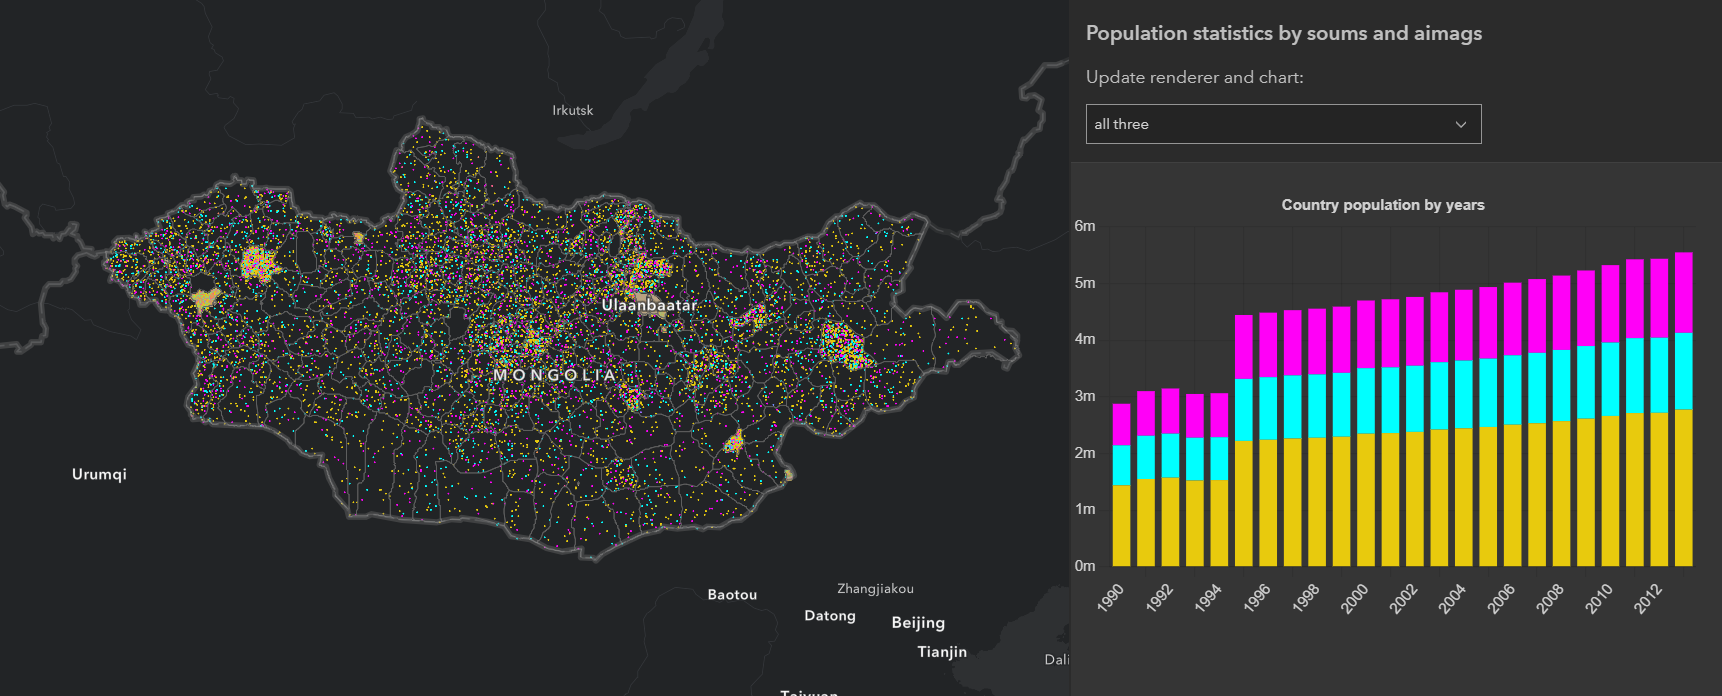 Irkutsk
Ulaanbaatar
MONGOLIA
Urumqi
Baotou
Zhangjiakou
Datong
Beijing
Tianjin
Dali
Population statistics by soums and aimags
Update renderer and chart:
all three
Country population by years
6m
5m
4m
3m
2m
1m
0m
1990
1992
1994
1996
1998
2000
2002
2004
2006
2008
2010
2012